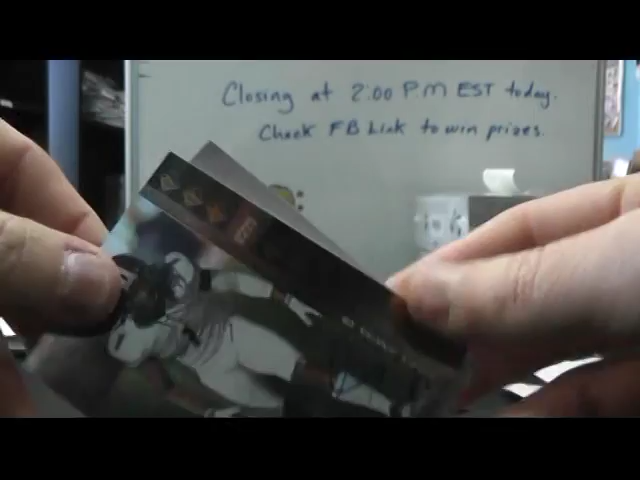 Closing at 2:00 P.M EST today.
Check FB Link to win prizes.